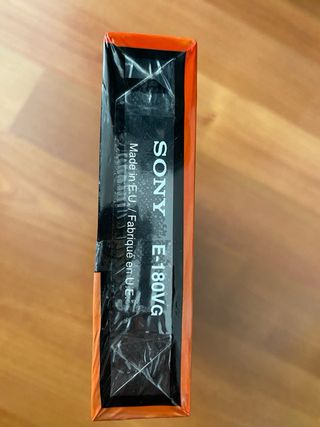 SONY E-180VG
Made in E.U. / Fabriqué en U.E.